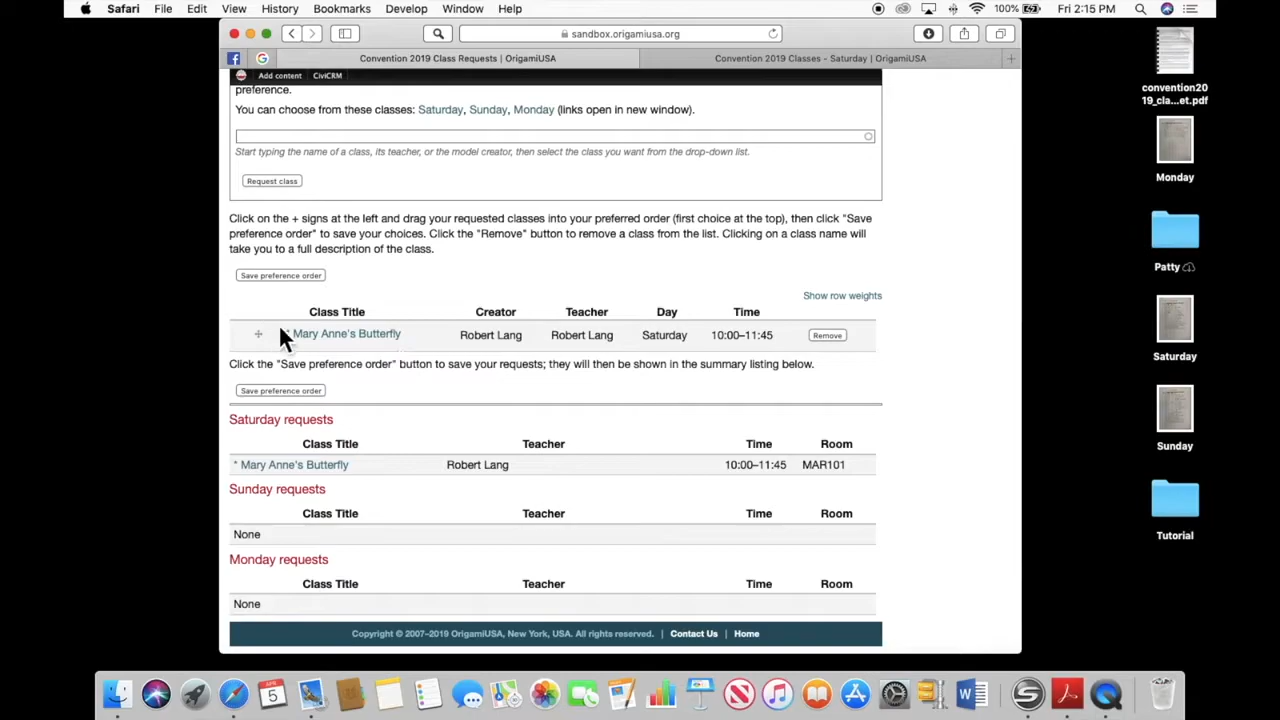 Safari File Edit View History Bookmarks Develop Window Help 100% Fri 2:15 PM
sandbox.origamiusa.org
Convention 2019 Class Requests | OrigamiUSA
Convention 2019 Classes - Saturday | OrigamiUSA
Add content CiviCRM
preference.
You can choose from these classes: Saturday, Sunday, Monday (links open in new window).
Start typing the name of a class, its teacher, or the model creator, then select the class you want from the drop-down list.
Request class
Click on the + signs at the left and drag your requested classes into your preferred order (first choice at the top), then click "Save
preference order" to save your choices. Click the "Remove" button to remove a class from the list. Clicking on a class name will
take you to a full description of the class.
Save preference order
Show row weights
Class Title Creator Teacher Day Time
Mary Anne's Butterfly Robert Lang Robert Lang Saturday 10:00–11:45 Remove
Click the "Save preference order" button to save your requests; they will then be shown in the summary listing below.
Save preference order
Saturday requests
Class Title Teacher Time Room
* Mary Anne's Butterfly Robert Lang 10:00–11:45 MAR101
Sunday requests
Class Title Teacher Time Room
None
Monday requests
Class Title Teacher Time Room
None
Copyright © 2007–2019 OrigamiUSA, New York, USA. All rights reserved. | Contact Us | Home
convention20
19_cla...et.pdf
Monday
Patty
Saturday
Sunday
Tutorial
APR
5
W
S